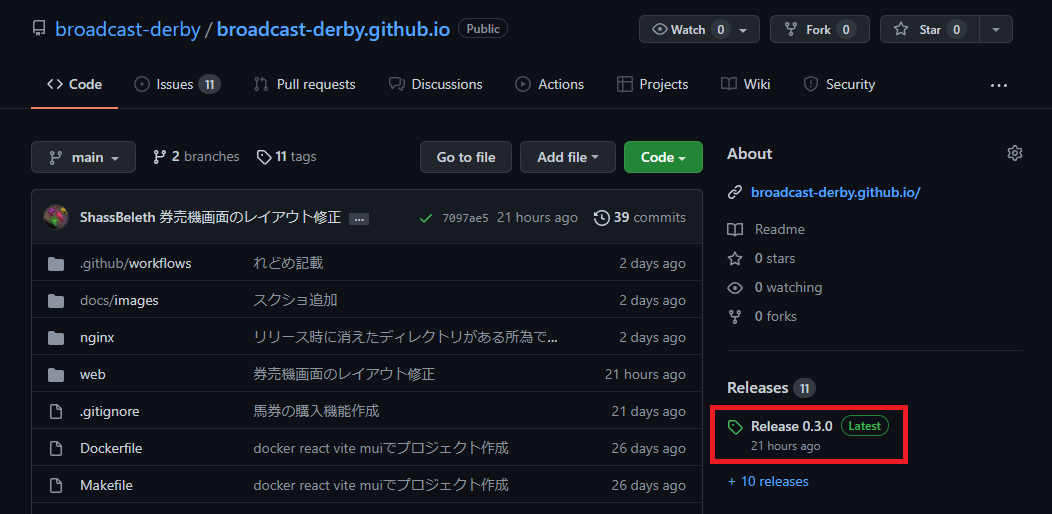 broadcast-derby / broadcast-derby.github.io Public
Watch 0
Fork 0
Star 0
Code
Issues 11
Pull requests
Discussions
Actions
Projects
Wiki
Security
...
main
2 branches
11 tags
Go to file
Add file
Code
ShassBeleth 券売機画面のレイアウト修正 ...
7097ae5 21 hours ago
39 commits
.github/workflows れどめ記載 2 days ago
docs/images スクショ追加 2 days ago
nginx リリース時に消えたディレクトリがある所為で... 2 days ago
web 券売機画面のレイアウト修正 21 hours ago
.gitignore 馬券の購入機能作成 21 days ago
Dockerfile docker react vite muiでプロジェクト作成 26 days ago
Makefile docker react vite muiでプロジェクト作成 26 days ago
About
broadcast-derby.github.io/
Readme
0 stars
0 watching
0 forks
Releases 11
Release 0.3.0 Latest
21 hours ago
+ 10 releases